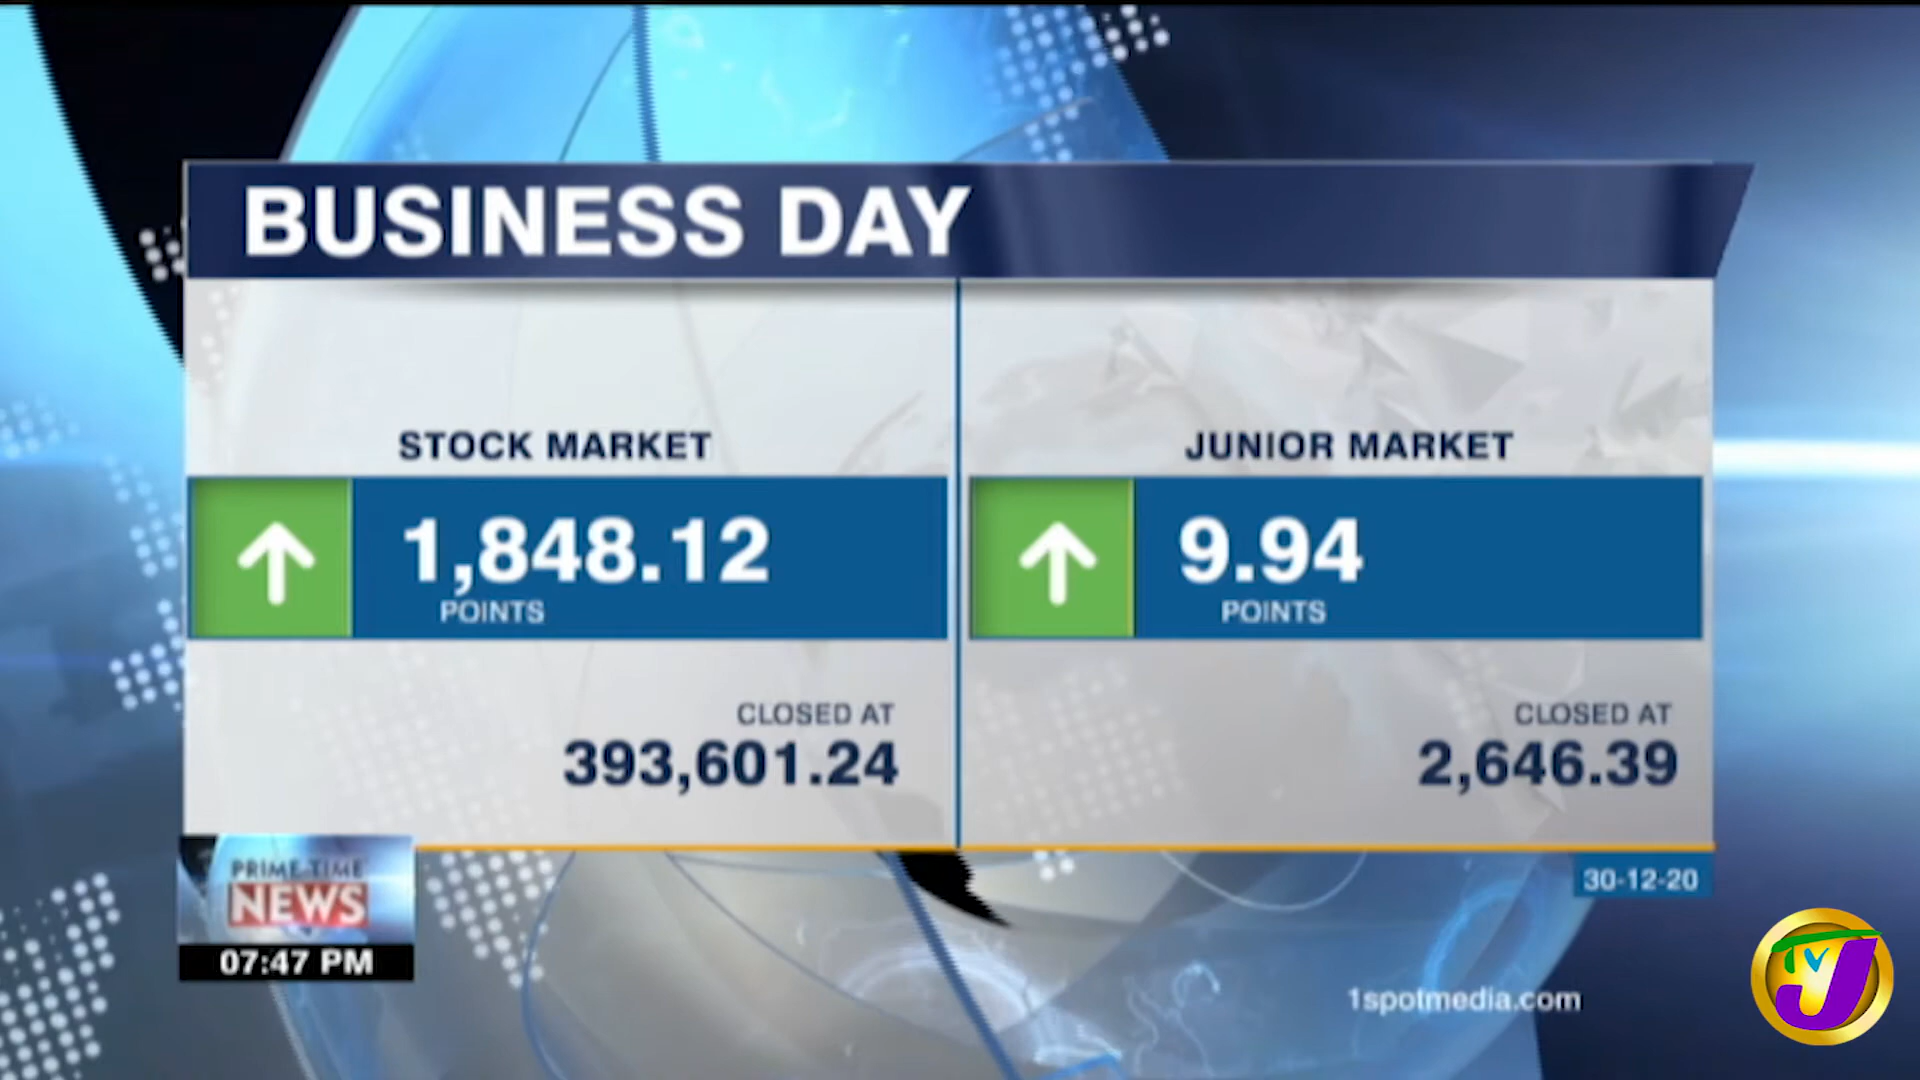 BUSINESS DAY
STOCK MARKET
1,848.12
POINTS
CLOSED AT
393,601.24
JUNIOR MARKET
9.94
POINTS
CLOSED AT
2,646.39
30-12-20
PRIME TIME
NEWS
07:47 PM
1spotmedia.com
TVJ